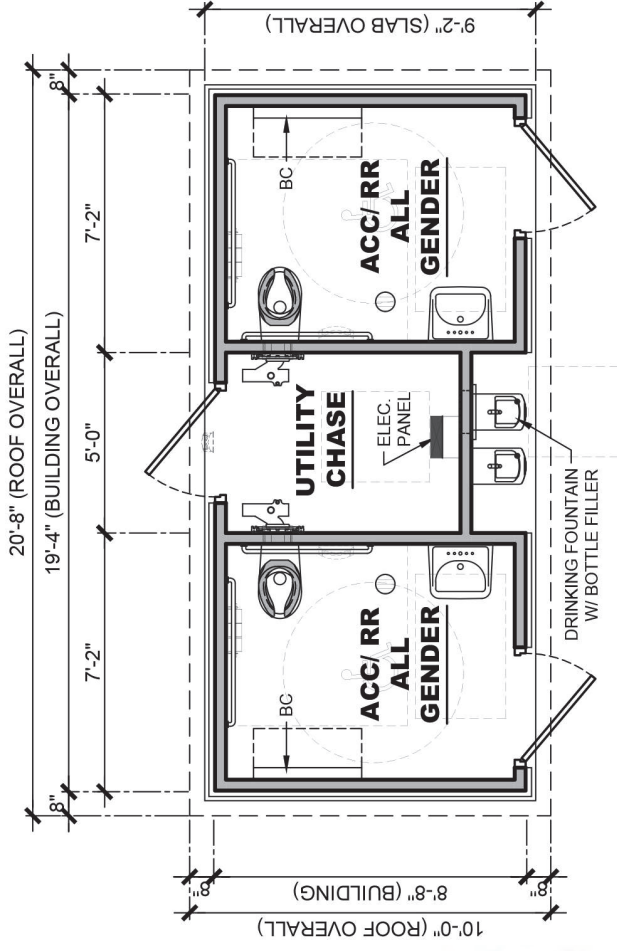 20'-8" (ROOF OVERALL)
19'-4" (BUILDING OVERALL)
8"
7'-2"
5'-0"
7'-2"
8"
10'-0" (ROOF OVERALL)
8"
8'-8" (BUILDING)
8"
9'-2" (SLAB OVERALL)
BC
ACC/ RR
ALL
GENDER
UTILITY
CHASE
ELEC.
PANEL
BC
ACC/ RR
ALL
GENDER
DRINKING FOUNTAIN
W/ BOTTLE FILLER